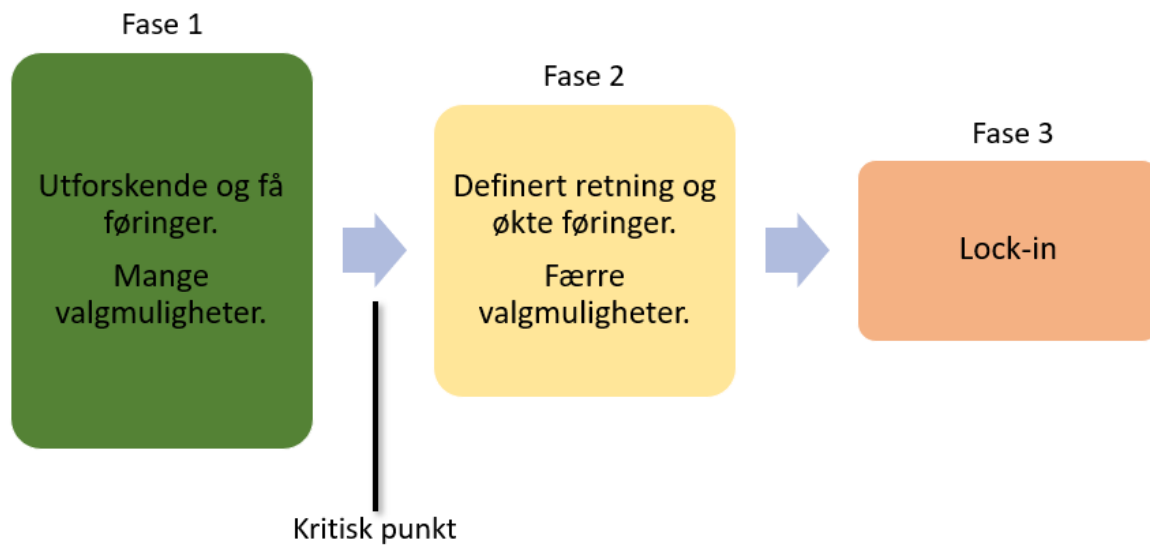 Fase 1
Utforskende og få
føringer.
Mange
valgmuligheter.
Fase 2
Definert retning og
økte føringer.
Færre
valgmuligheter.
Fase 3
Lock-in
Kritisk punkt